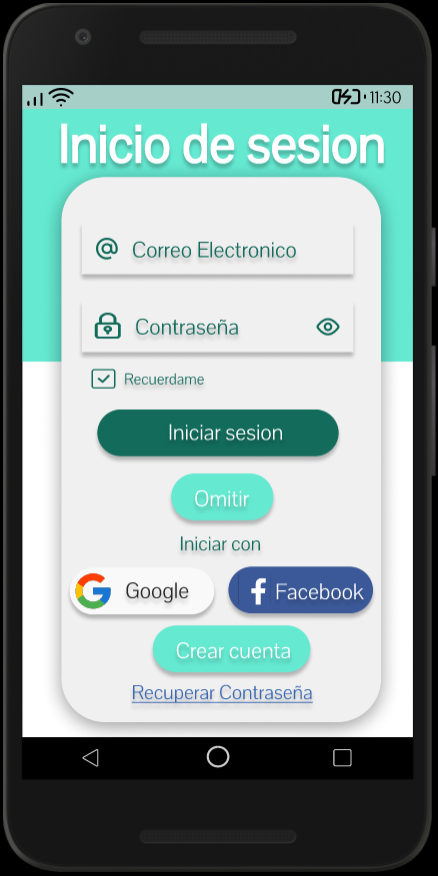 11:30
Inicio de sesion
Correo Electronico
Contraseña
Recuerdame
Iniciar sesion
Omitir
Iniciar con
Google
Facebook
Crear cuenta
Recuperar Contraseña